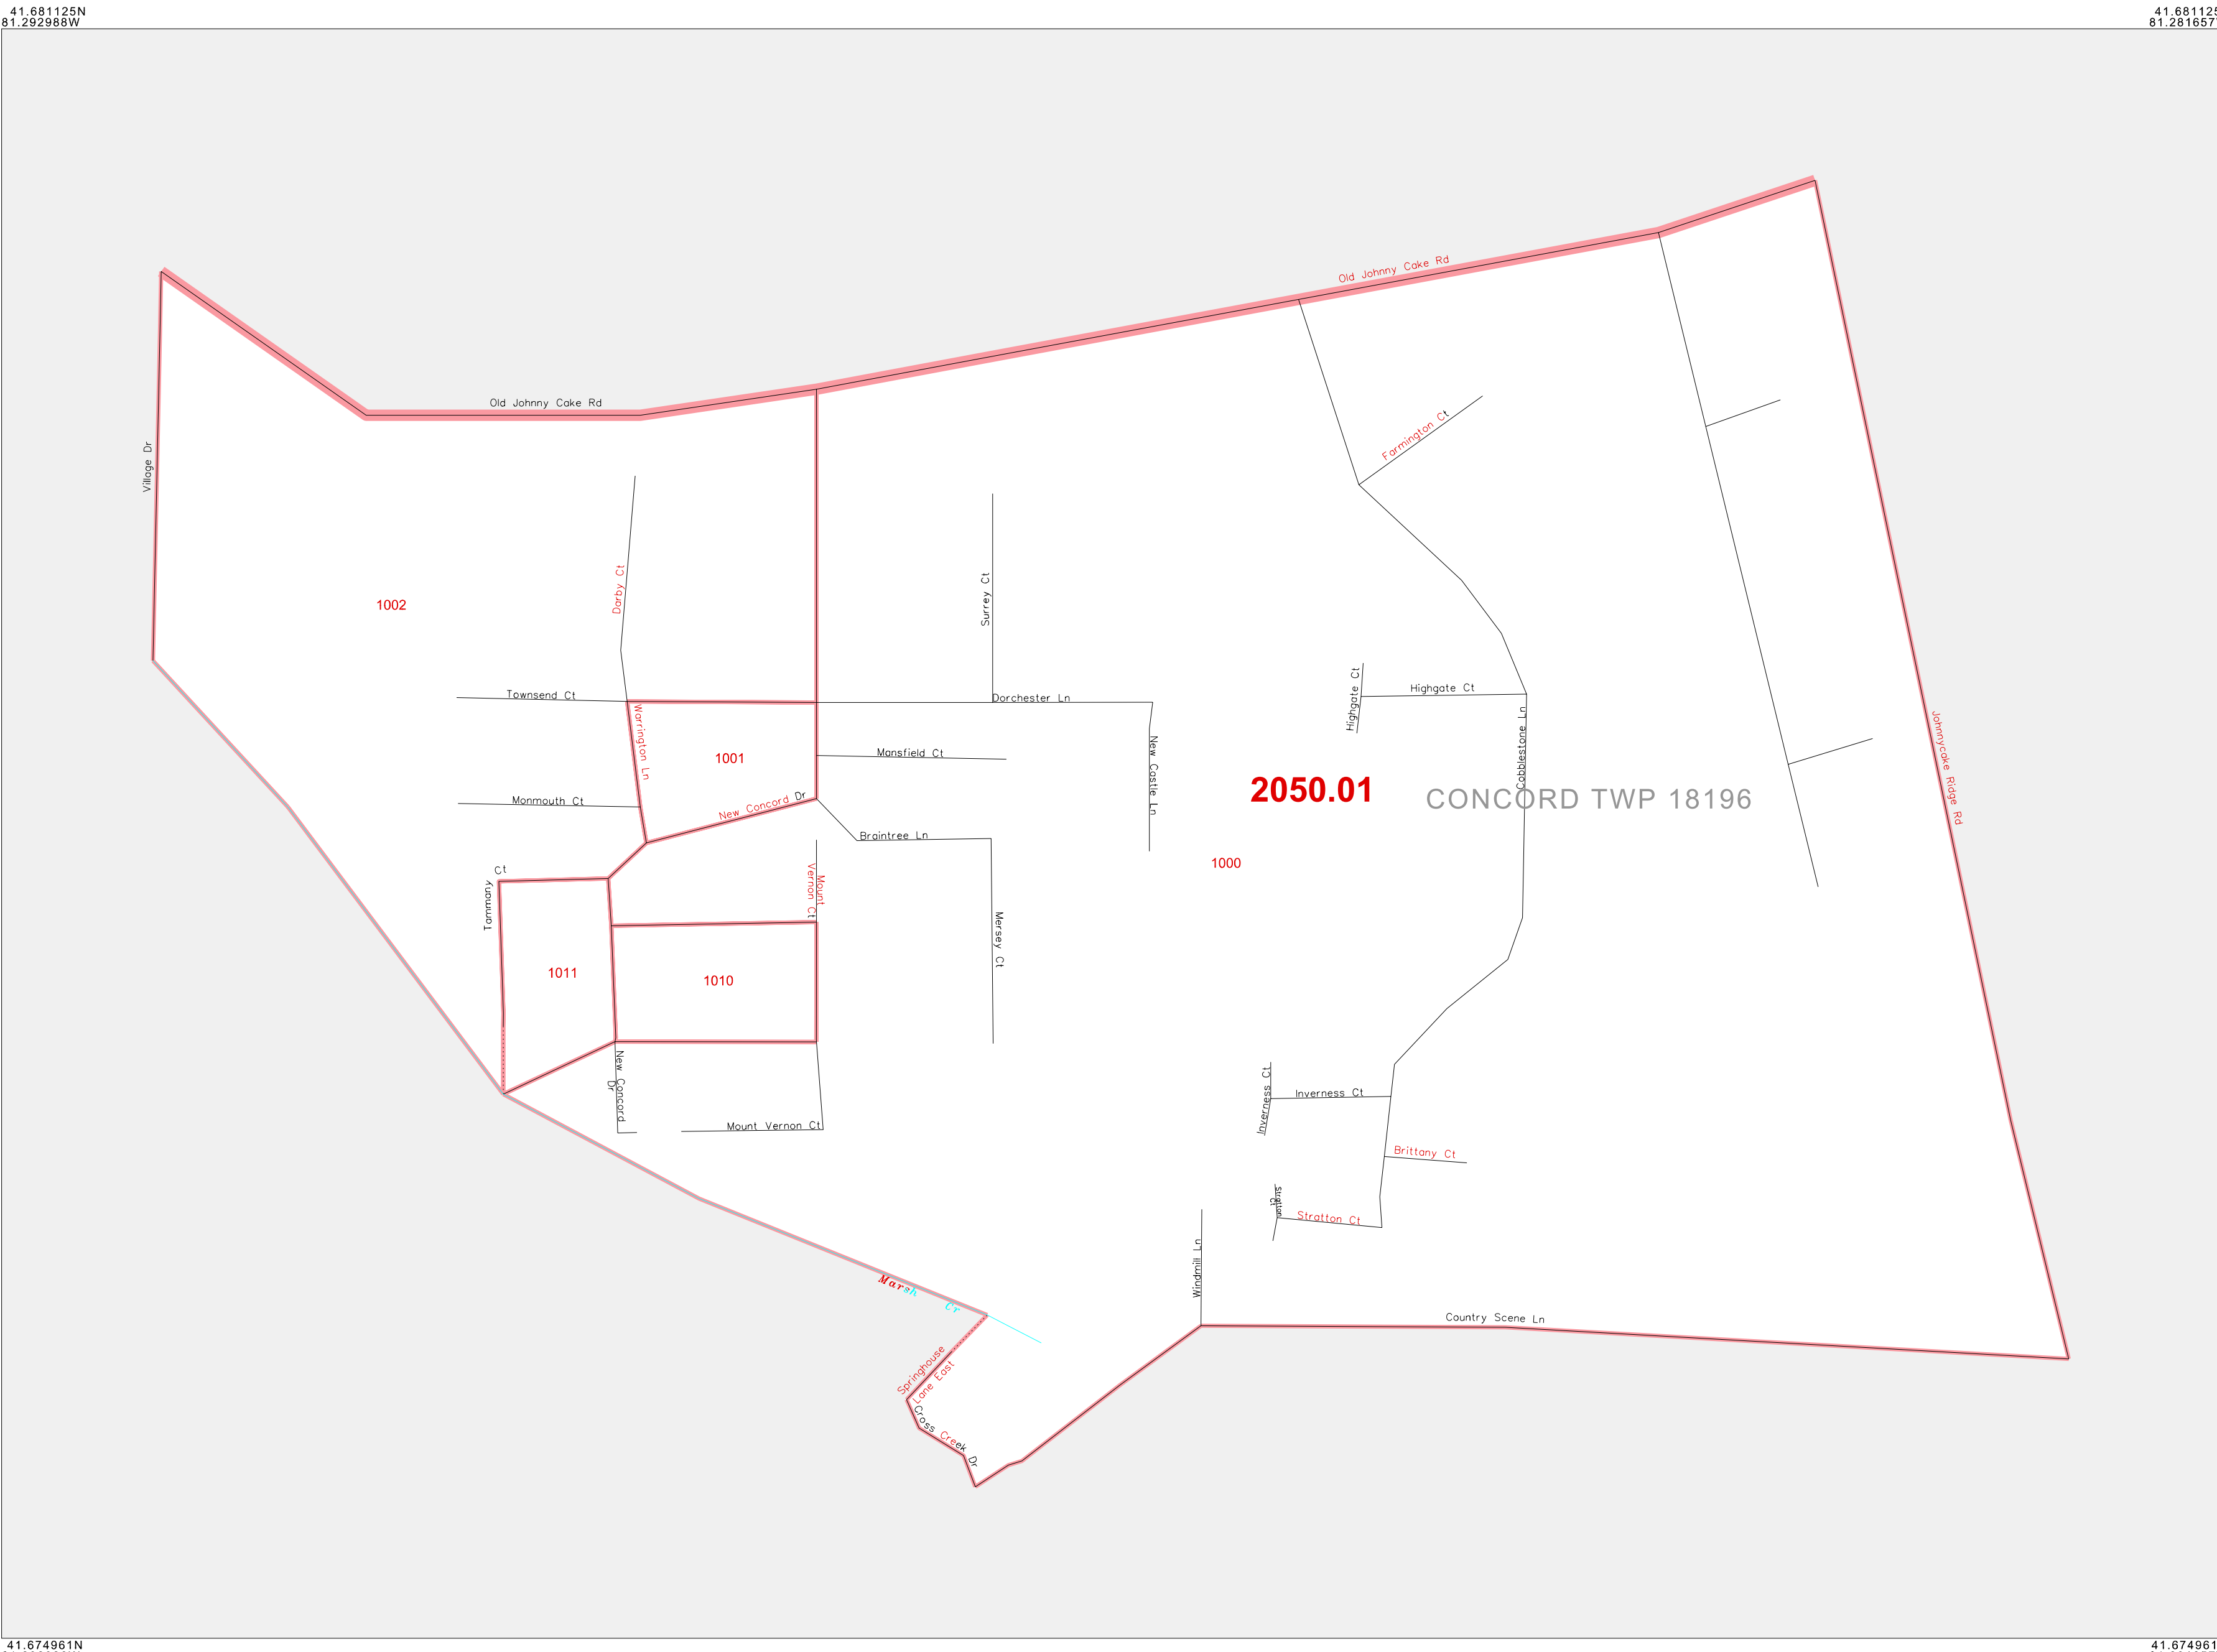 41.681125N
81.292988W
41.681125
81.281657
Old Johnny Cake Rd
Old Johnny Cake Rd
Village Dr
Farmington Ct
Darby Ct
Surrey Ct
1002
Highgate Ct
Highgate Ct
Townsend Ct
Dorchester Ln
Warrington Ln
Cobblestone Ln
Johnnycake Ridge Rd
1001
Mansfield Ct
New Castle Ln
2050.01
CONCORD TWP 18196
Monmouth Ct
New Concord Dr
Braintree Ln
1000
Tammany Ct
Mount
Vernon Ct
Mersey Ct
1011
1010
New Concord
Dr
Inverness Ct
Inverness Ct
Mount Vernon Ct
Brittany Ct
Stratton
Ct
Stratton Ct
Windmill Ln
Marsh Cr
Country Scene Ln
Springhouse
Lane East
Cross Creek Dr
41.674961N
41.674961